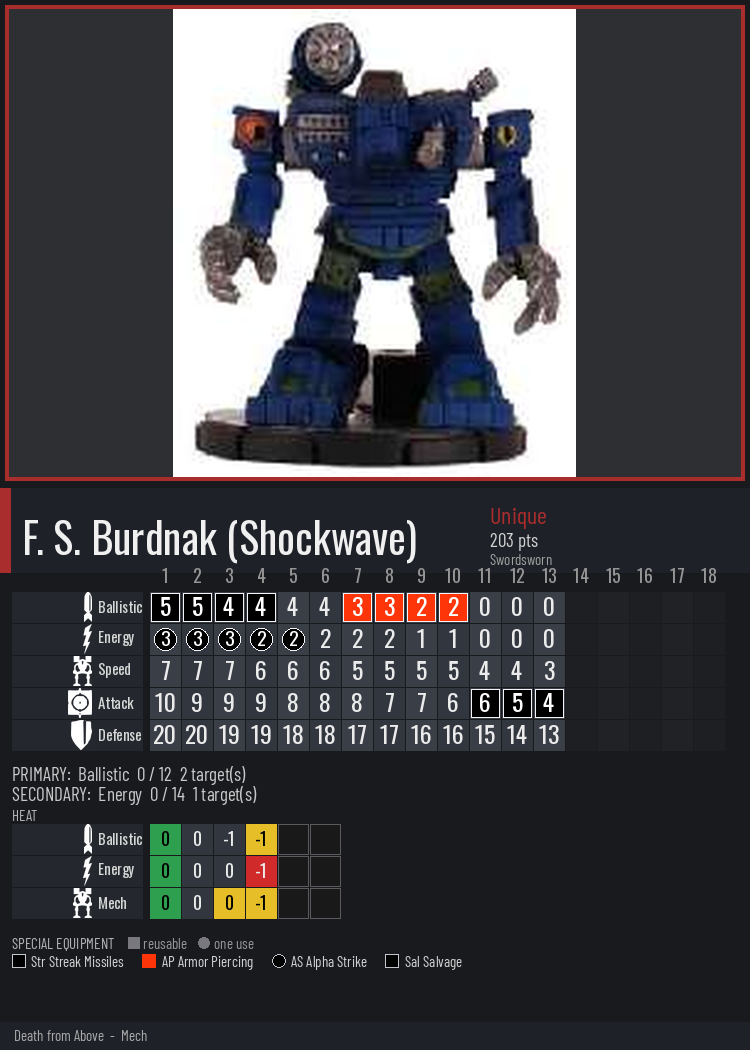 F. S. Burdnak (Shockwave)
Unique
203 pts
Swordsworn
1 2 3 4 5 6 7 8 9 10 11 12 13 14 15 16 17 18
Ballistic 5 5 4 4 4 4 3 3 2 2 0 0 0
Energy 3 3 3 2 2 2 2 2 1 1 0 0 0
Speed 7 7 7 6 6 6 5 5 5 5 4 4 3
Attack 10 9 9 9 8 8 8 7 7 6 6 5 4
Defense 20 20 19 19 18 18 17 17 16 16 15 14 13
PRIMARY: Ballistic 0 / 12 2 target(s)
SECONDARY: Energy 0 / 14 1 target(s)
HEAT
Ballistic 0 0 -1 -1
Energy 0 0 0 -1
Mech 0 0 0 -1
SPECIAL EQUIPMENT reusable one use
Str Streak Missiles AP Armor Piercing AS Alpha Strike Sal Salvage
Death from Above - Mech